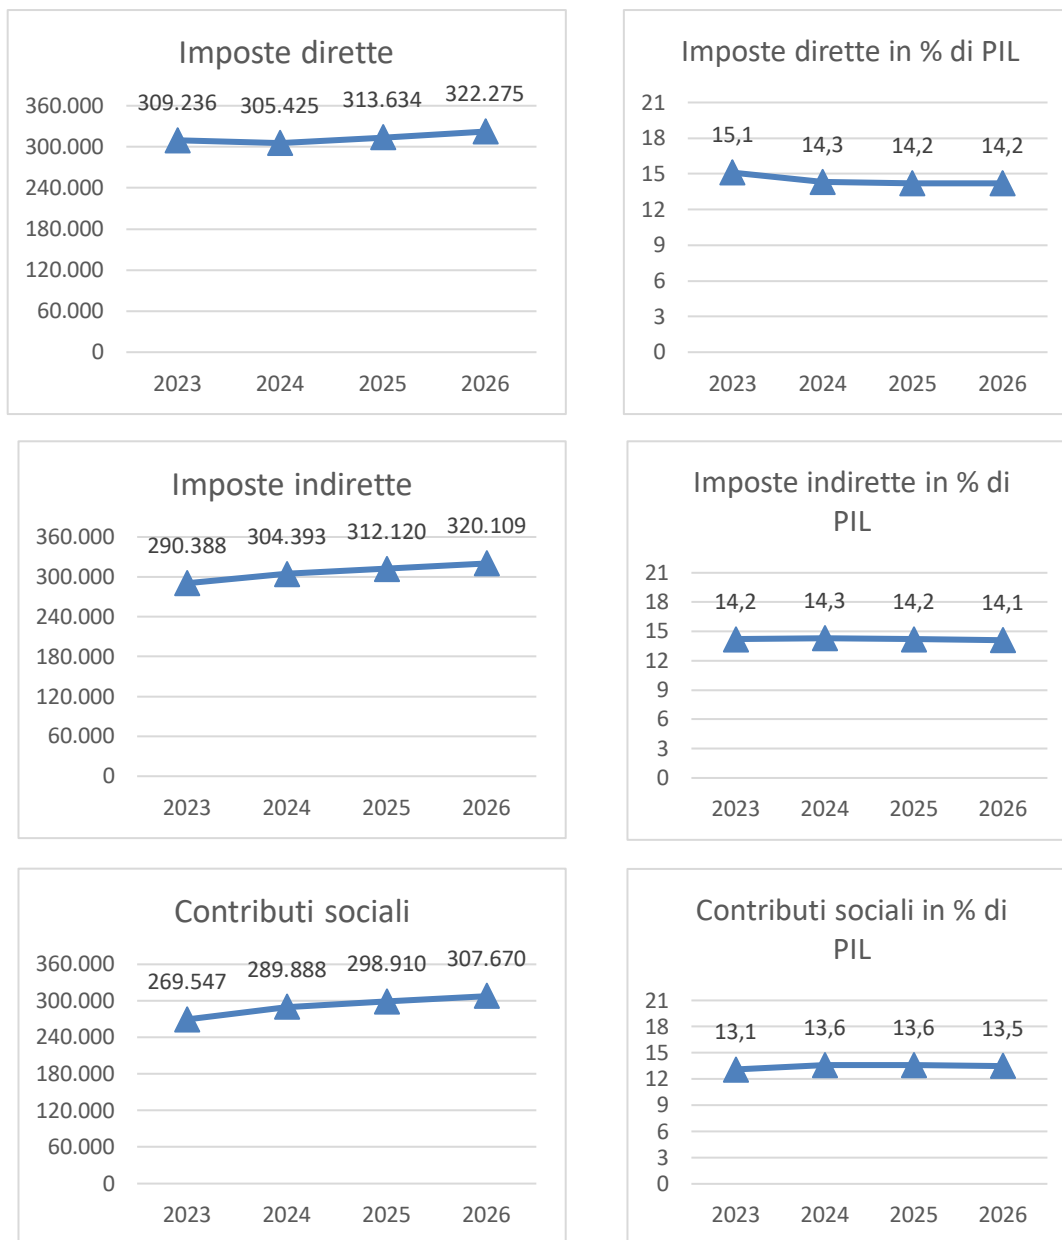 Imposte dirette
309.236 305.425 313.634 322.275
360.000
300.000
240.000
180.000
120.000
60.000
0
2023 2024 2025 2026
Imposte dirette in % di PIL
21
18
15
12
9
6
3
0
15,1 14,3 14,2 14,2
2023 2024 2025 2026
Imposte indirette
290.388 304.393 312.120 320.109
360.000
300.000
240.000
180.000
120.000
60.000
0
2023 2024 2025 2026
Imposte indirette in % di
PIL
21
18
15
12
9
6
3
0
14,2 14,3 14,2 14,1
2023 2024 2025 2026
Contributi sociali
269.547 289.888 298.910 307.670
360.000
300.000
240.000
180.000
120.000
60.000
0
2023 2024 2025 2026
Contributi sociali in % di
PIL
21
18
15
12
9
6
3
0
13,1 13,6 13,6 13,5
2023 2024 2025 2026